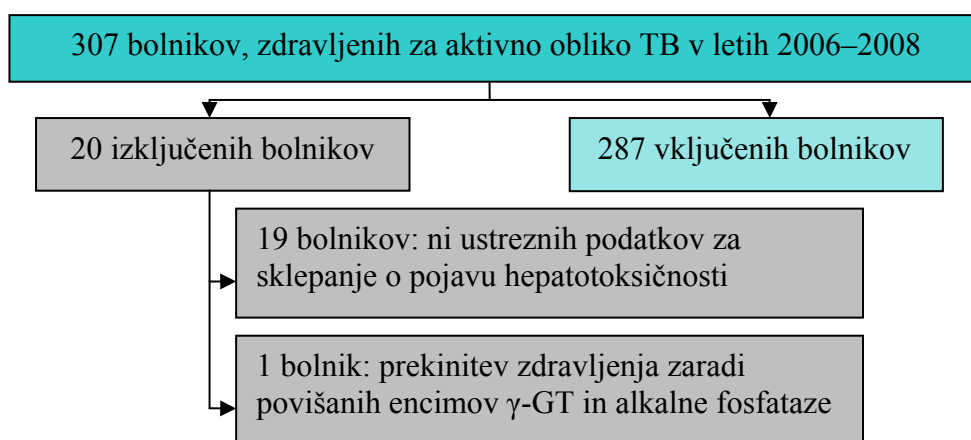 307 bolnikov, zdravljenih za aktivno obliko TB v letih 2006–2008
20 izključenih bolnikov
287 vključenih bolnikov
19 bolnikov: ni ustreznih podatkov za
sklepanje o pojavu hepatotoksičnosti
1 bolnik: prekinitev zdravljenja zaradi
povišanih encimov γ-GT in alkalne fosfataze